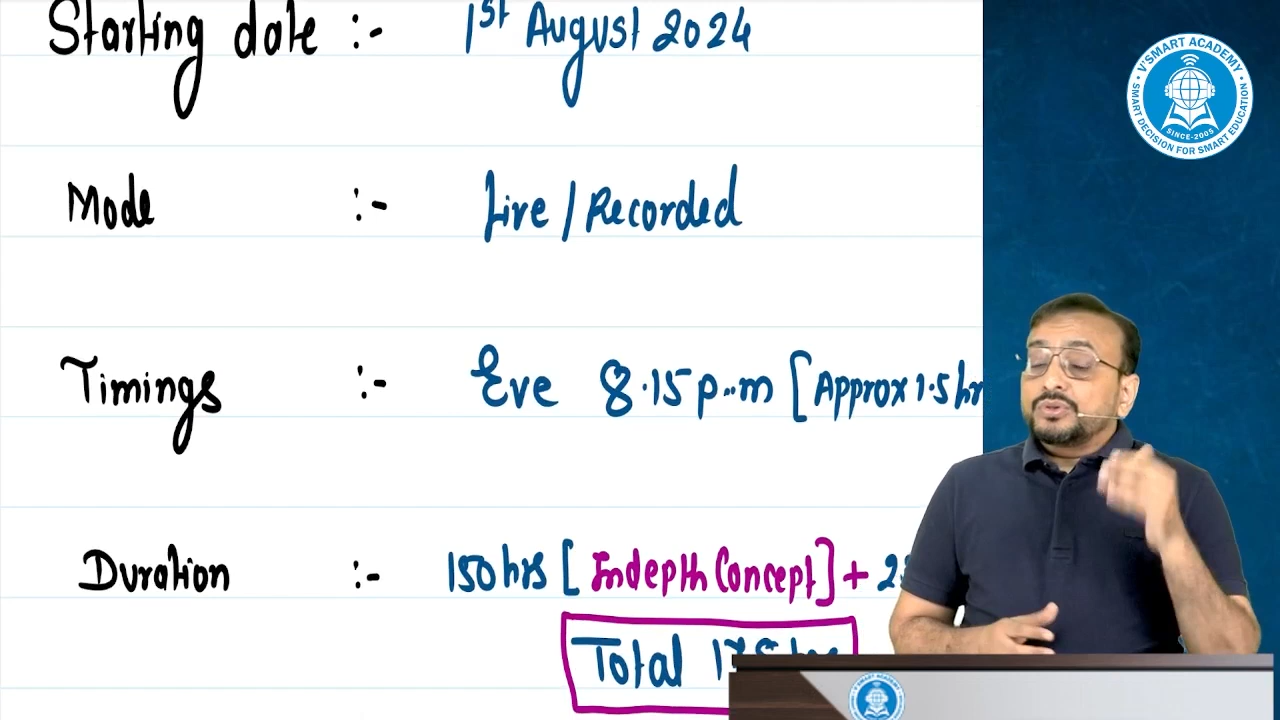 Starting date :- 1st August 2024
V'SMART ACADEMY
SMART DECISION FOR SMART EDUCATION
SINCE-2005
Mode :- Live / Recorded
Timings :- Eve 8.15 p.m [Approx 1.5 hr
Duration :- 150 hrs [Indepth Concept] +
Total